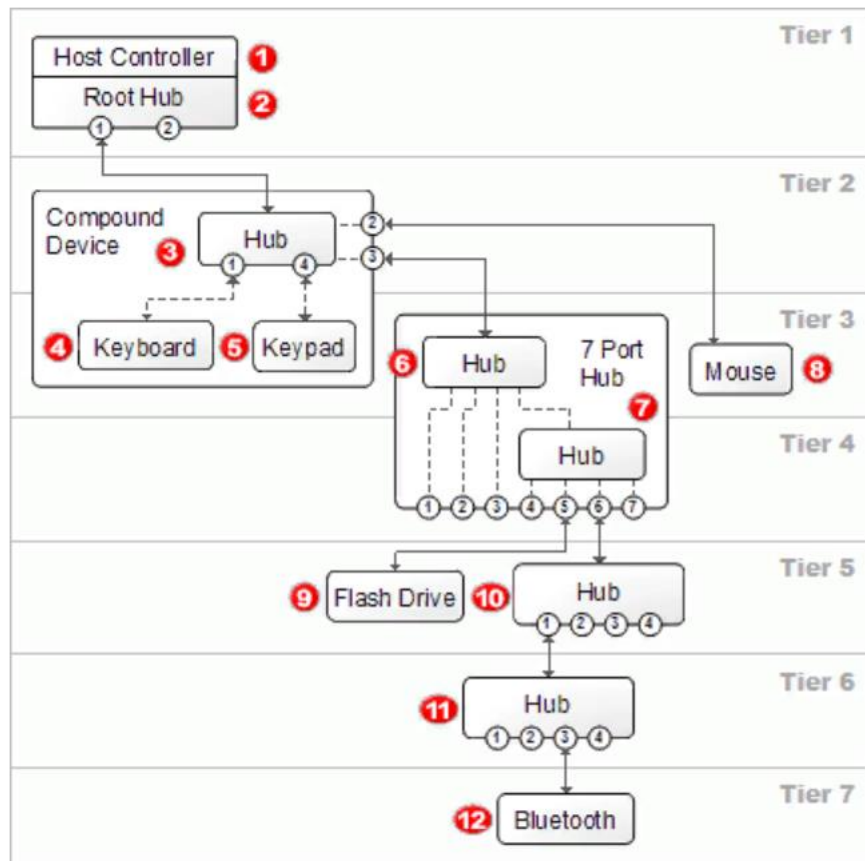 Tier 1
Host Controller 1
Root Hub 2
1 2
Tier 2
Compound
Device 3
Hub
2
3
1 4
Tier 3
4 Keyboard
5 Keypad
6 Hub
7 Port
Hub
7
Mouse 8
Tier 4
Hub
1 2 3 4 5 6 7
Tier 5
9 Flash Drive
10 Hub
1 2 3 4
Tier 6
11 Hub
1 2 3 4
Tier 7
12 Bluetooth